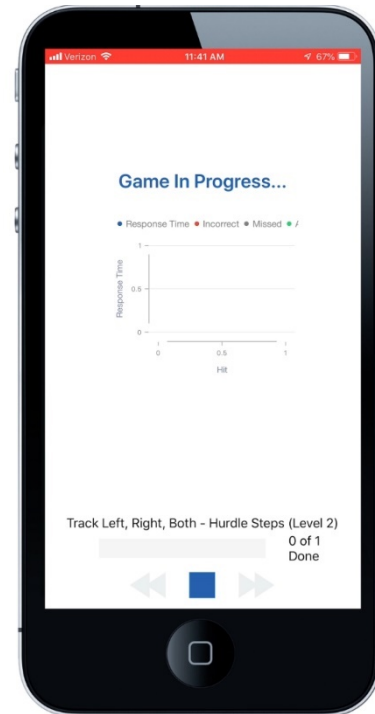 Verizon 11:41 AM 67%
Game In Progress...
Response Time Incorrect Missed A
1
Response Time
0.5
0
0 0.5 1
Hit
Track Left, Right, Both - Hurdle Steps (Level 2)
0 of 1
Done